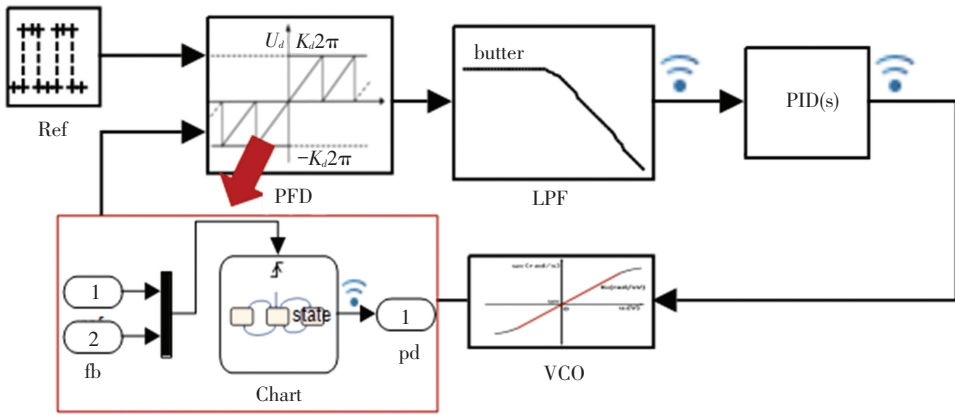 U_d K_d2π
butter
PID(s)
Ref
−K_d2π
PFD
LPF
1
state
2
1
fb
pd
Chart
VCO